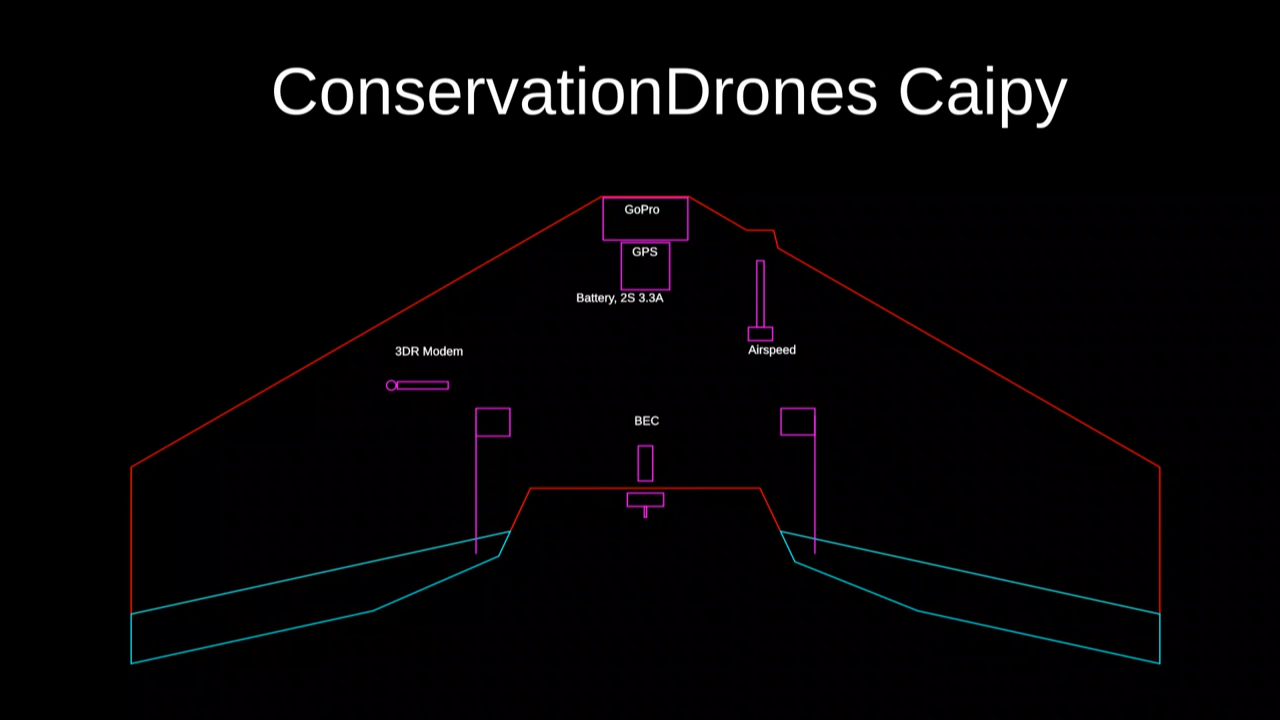 ConservationDrones Caipy
GoPro
GPS
Battery, 2S 3.3A
3DR Modem
Airspeed
BEC